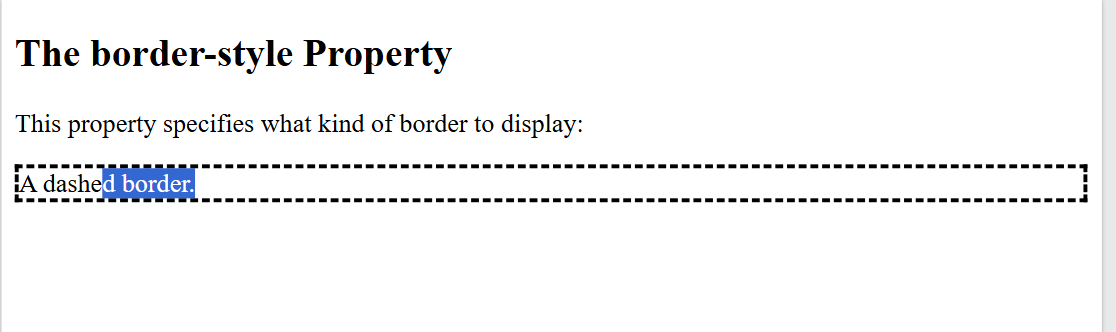 The border-style Property
This property specifies what kind of border to display:
A dashed border.